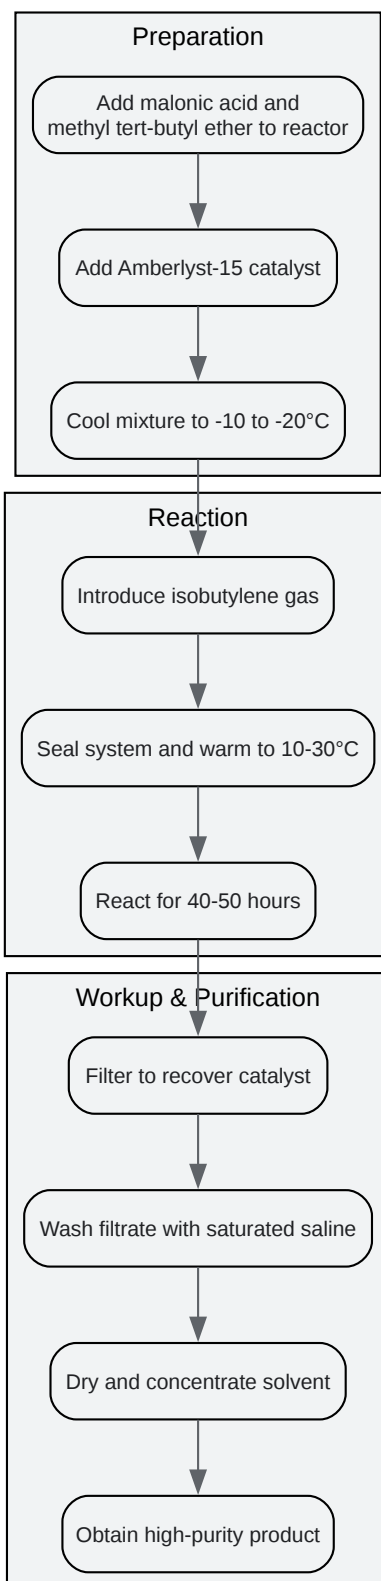 Preparation
Add malonic acid and
methyl tert-butyl ether to reactor
Add Amberlyst-15 catalyst
Cool mixture to -10 to -20°C
Reaction
Introduce isobutylene gas
Seal system and warm to 10-30°C
React for 40-50 hours
Workup & Purification
Filter to recover catalyst
Wash filtrate with saturated saline
Dry and concentrate solvent
Obtain high-purity product